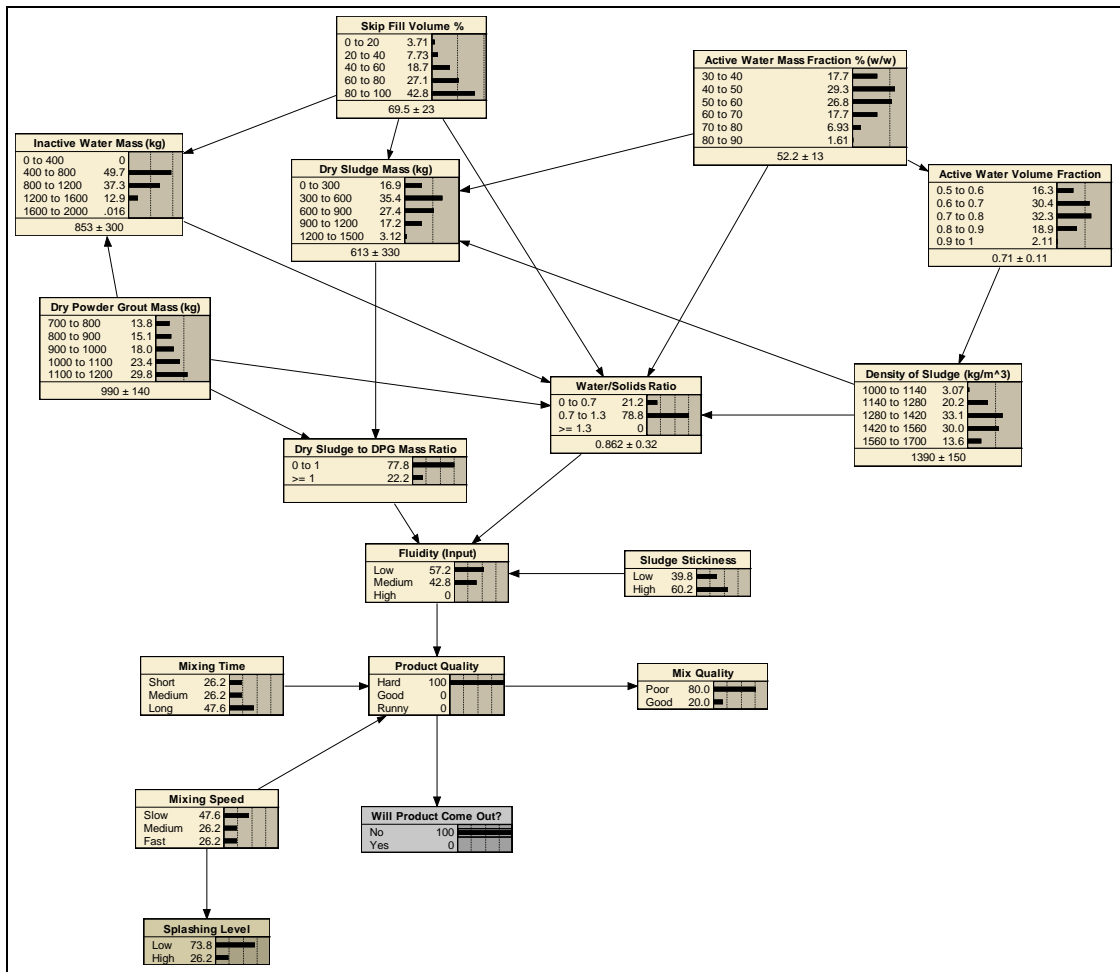 Skip Fill Volume %
0 to 20 3.71
20 to 40 7.73
40 to 60 18.7
60 to 80 27.1
80 to 100 42.8
69.5 ± 23
Active Water Mass Fraction % (w/w)
30 to 40 17.7
40 to 50 29.3
50 to 60 26.8
60 to 70 17.7
70 to 80 6.93
80 to 90 1.61
52.2 ± 13
Inactive Water Mass (kg)
0 to 400 0
400 to 800 49.7
800 to 1200 37.3
1200 to 1600 12.9
1600 to 2000 .016
853 ± 300
Dry Sludge Mass (kg)
0 to 300 16.9
300 to 600 35.4
600 to 900 27.4
900 to 1200 17.2
1200 to 1500 3.12
613 ± 330
Active Water Volume Fraction
0.5 to 0.6 16.3
0.6 to 0.7 30.4
0.7 to 0.8 32.3
0.8 to 0.9 18.9
0.9 to 1 2.11
0.71 ± 0.11
Dry Powder Grout Mass (kg)
700 to 800 13.8
800 to 900 15.1
900 to 1000 18.0
1000 to 1100 23.4
1100 to 1200 29.8
990 ± 140
Water/Solids Ratio
0 to 0.7 21.2
0.7 to 1.3 78.8
>= 1.3 0
0.862 ± 0.32
Density of Sludge (kg/m^3)
1000 to 1140 3.07
1140 to 1280 20.2
1280 to 1420 33.1
1420 to 1560 30.0
1560 to 1700 13.6
1390 ± 150
Dry Sludge to DPG Mass Ratio
0 to 1 77.8
>= 1 22.2
Fluidity (Input)
Low 57.2
Medium 42.8
High 0
Sludge Stickiness
Low 39.8
High 60.2
Mixing Time
Short 26.2
Medium 26.2
Long 47.6
Product Quality
Hard 100
Good 0
Runny 0
Mix Quality
Poor 80.0
Good 20.0
Mixing Speed
Slow 47.6
Medium 26.2
Fast 26.2
Will Product Come Out?
No 100
Yes 0
Splashing Level
Low 73.8
High 26.2